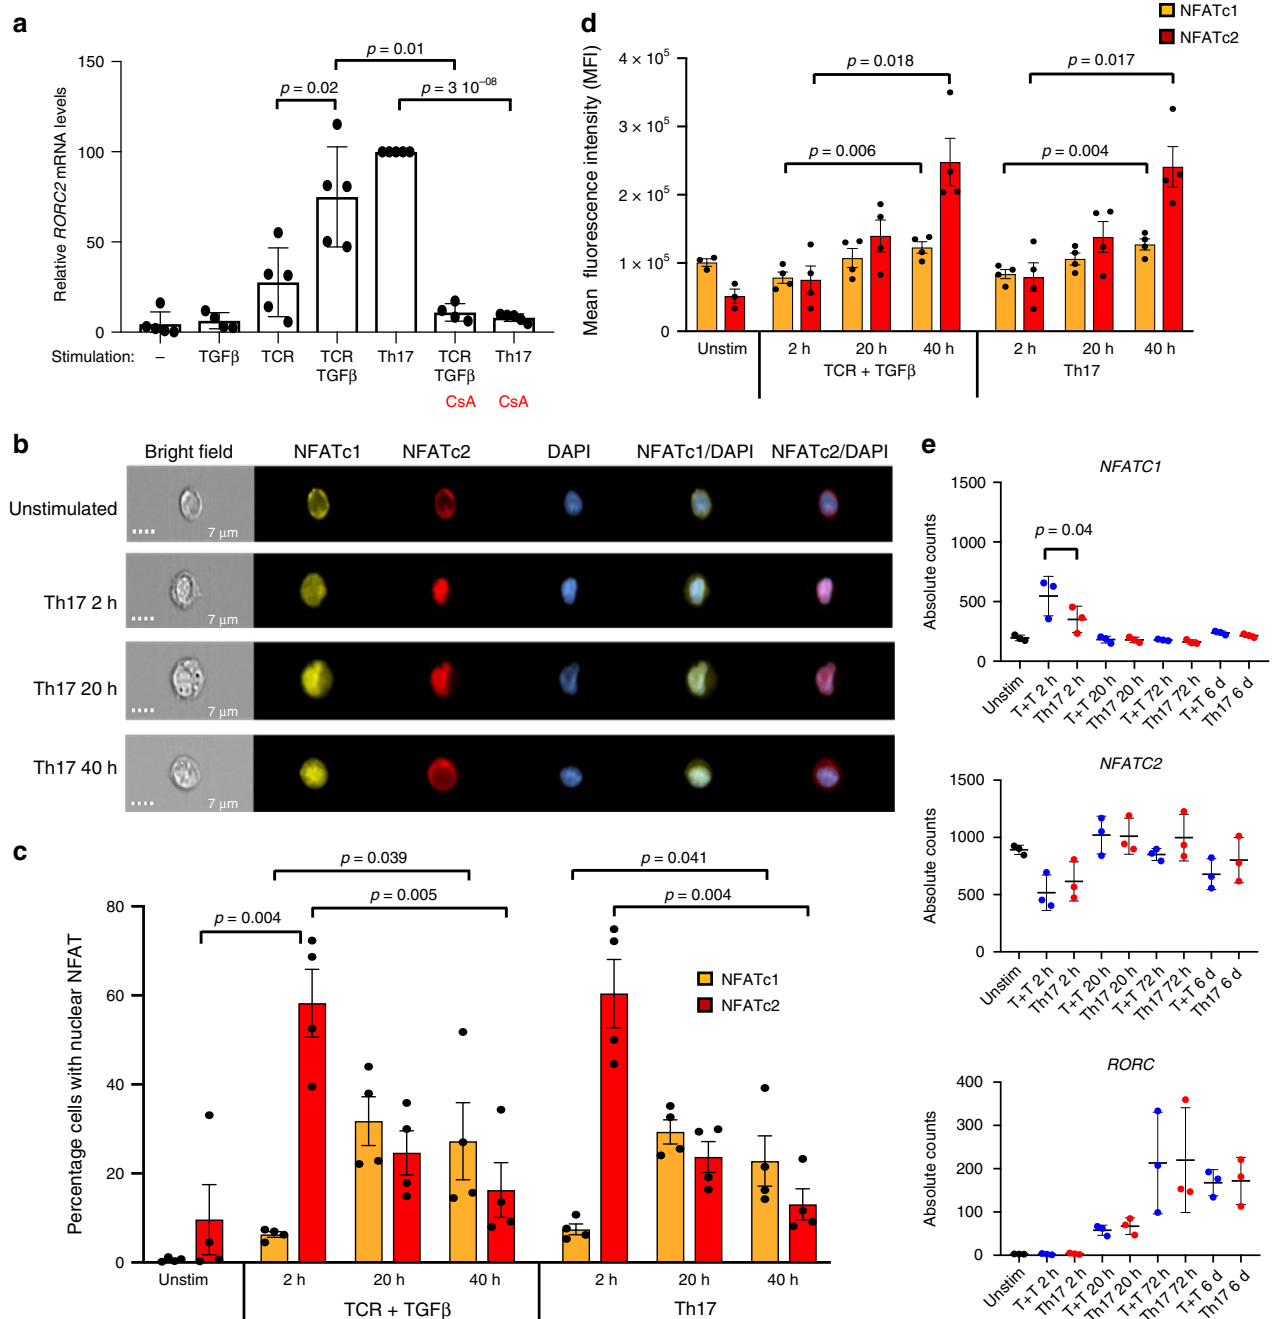 a
Relative RORC2 mRNA levels
150
100
50
0
p = 0.01
p = 0.02
p = 3 10⁻⁰⁸
Stimulation:
–
TGFβ
TCR
TCR
TGFβ
Th17
TCR
TGFβ
CsA
Th17
CsA
d
NFATc1
NFATc2
Mean fluorescence intensity (MFI)
4 × 10⁵
3 × 10⁵
2 × 10⁵
1 × 10⁵
0
p = 0.018
p = 0.017
p = 0.006
p = 0.004
Unstim
2 h
20 h
40 h
2 h
20 h
40 h
TCR + TGFβ
Th17
b
Bright field
NFATc1
NFATc2
DAPI
NFATc1/DAPI
NFATc2/DAPI
Unstimulated
7 μm
Th17 2 h
7 μm
Th17 20 h
7 μm
Th17 40 h
7 μm
c
Percentage cells with nuclear NFAT
80
60
40
20
0
p = 0.039
p = 0.041
p = 0.005
p = 0.004
p = 0.004
NFATc1
NFATc2
Unstim
2 h
20 h
40 h
2 h
20 h
40 h
TCR + TGFβ
Th17
e
NFATC1
Absolute counts
1500
1000
500
0
p = 0.04
Unstim
T+T 2 h
Th17 2 h
T+T 20 h
Th17 20 h
T+T 72 h
Th17 72 h
T+T 6 d
Th17 6 d
NFATC2
Absolute counts
1500
1000
500
0
Unstim
T+T 2 h
Th17 2 h
T+T 20 h
Th17 20 h
T+T 72 h
Th17 72 h
T+T 6 d
Th17 6 d
RORC
Absolute counts
400
300
200
100
0
Unstim
T+T 2 h
Th17 2 h
T+T 20 h
Th17 20 h
T+T 72 h
Th17 72 h
T+T 6 d
Th17 6 d